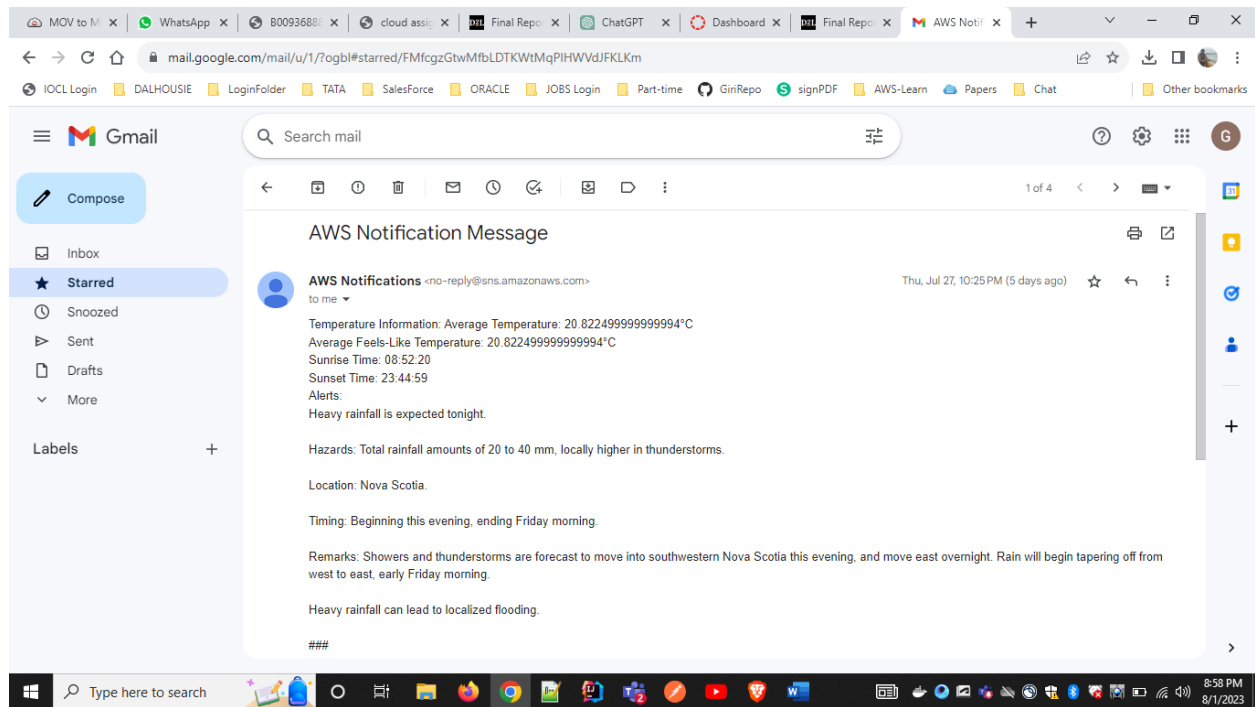 MOV to M
WhatsApp
B00936888
cloud assig
Final Repo
ChatGPT
Dashboard
Final Repo
AWS Notif
mail.google.com/mail/u/1/?ogbl#starred/FMfcgzGtwMfbLDTKWtMqPlHWVdJFKLKm
IOCL Login DALHOUSIE LoginFolder TATA SalesForce ORACLE JOBS Login Part-time GiriRepo signPDF AWS-Learn Papers Chat Other bookmarks
Gmail
Search mail
G
Compose
1 of 4
31
Inbox
Starred
Snoozed
Sent
Drafts
More
Labels
AWS Notification Message
AWS Notifications <no-reply@sns.amazonaws.com>
Thu, Jul 27, 10:25 PM (5 days ago)
to me
Temperature Information: Average Temperature: 20.822499999999994°C
Average Feels-Like Temperature: 20.822499999999994°C
Sunrise Time: 08:52:20
Sunset Time: 23:44:59
Alerts:
Heavy rainfall is expected tonight.
Hazards: Total rainfall amounts of 20 to 40 mm, locally higher in thunderstorms.
Location: Nova Scotia.
Timing: Beginning this evening, ending Friday morning.
Remarks: Showers and thunderstorms are forecast to move into southwestern Nova Scotia this evening, and move east overnight. Rain will begin tapering off from
west to east, early Friday morning.
Heavy rainfall can lead to localized flooding.
###
Type here to search
8:58 PM
8/1/2023